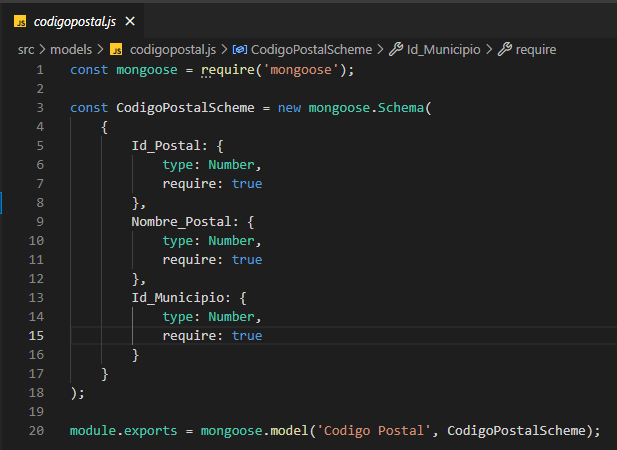 JS codigopostal.js ×
src > models > JS codigopostal.js > CodigoPostalScheme > Id_Municipio > require
1 const mongoose = require('mongoose');
2
3 const CodigoPostalScheme = new mongoose.Schema(
4     {
5         Id_Postal: {
6             type: Number,
7             require: true
8         },
9         Nombre_Postal: {
10             type: Number,
11             require: true
12         },
13         Id_Municipio: {
14             type: Number,
15             require: true
16         }
17     }
18 );
19
20 module.exports = mongoose.model('Codigo Postal', CodigoPostalScheme);